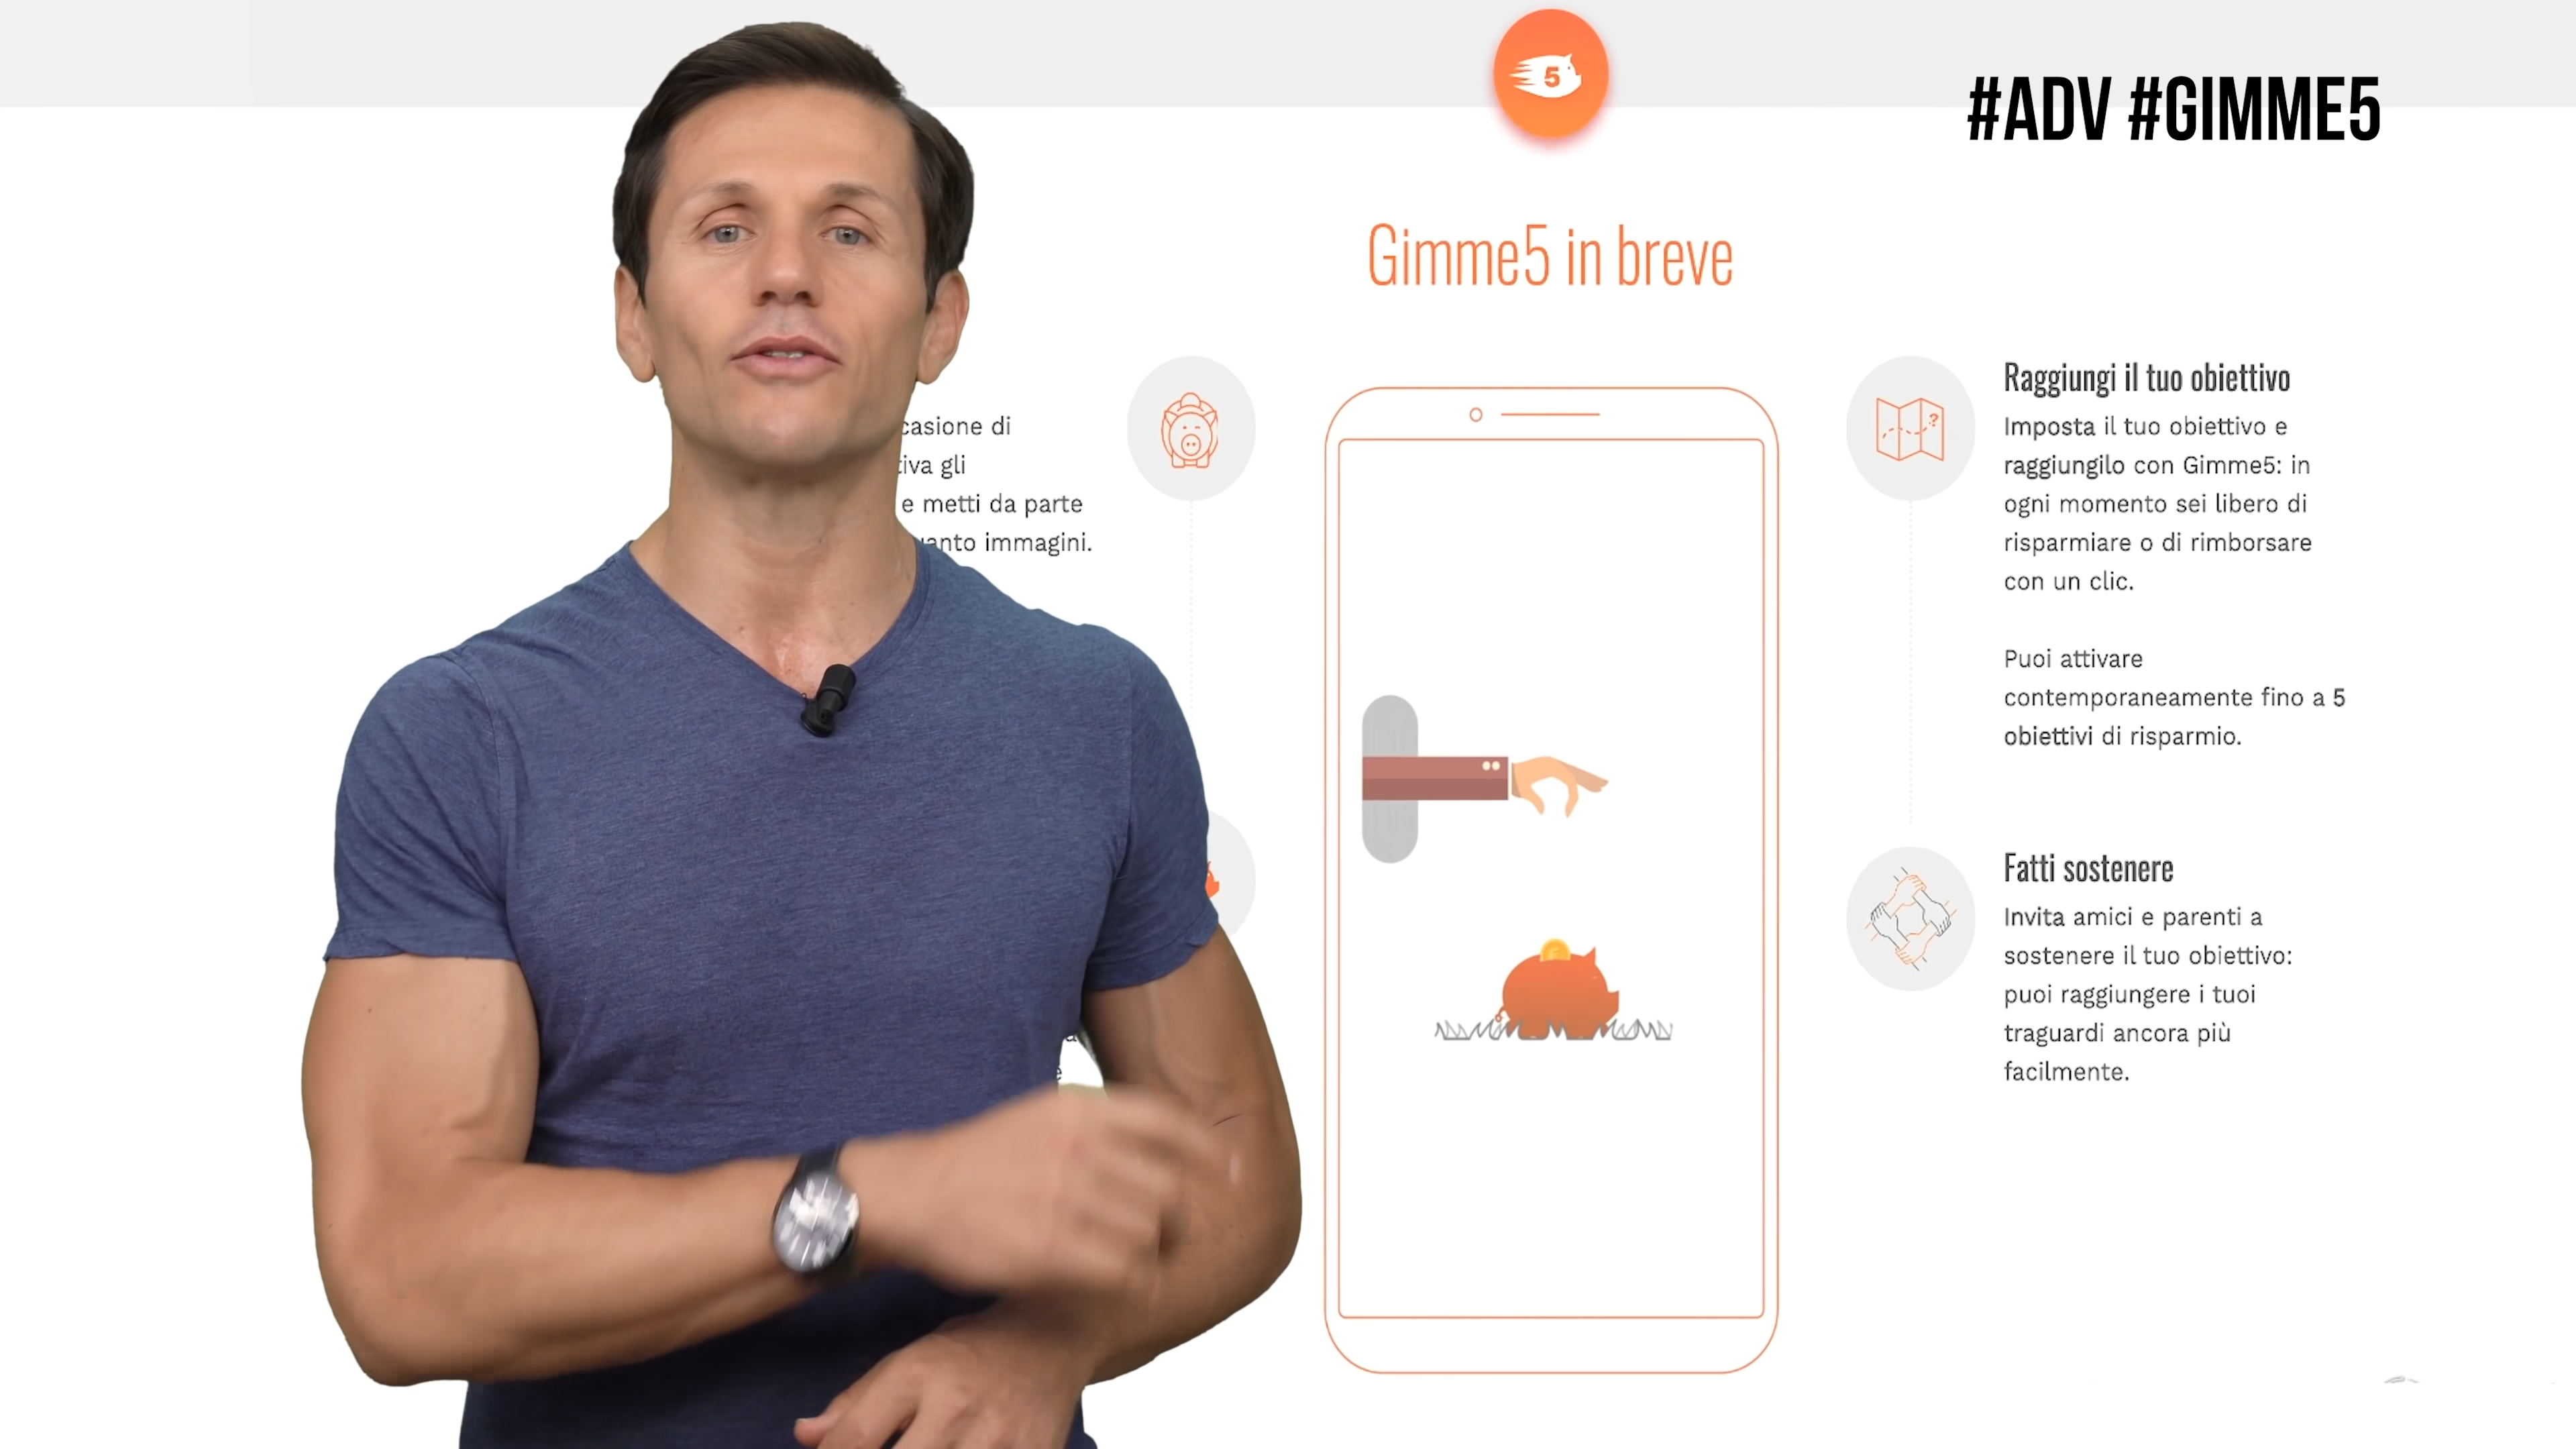 5
#ADV #GIMME5
Gimme5 in breve
di
gli
e metti da parte
immagini.
Raggiungi il tuo obiettivo
Imposta il tuo obiettivo e
raggiungilo con Gimme5: in
ogni momento sei libero di
risparmiare o di rimborsare
con un clic.
Puoi attivare
contemporaneamente fino a 5
obiettivi di risparmio.
Fatti sostenere
Invita amici e parenti a
sostenere il tuo obiettivo:
puoi raggiungere i tuoi
traguardi ancora più
facilmente.